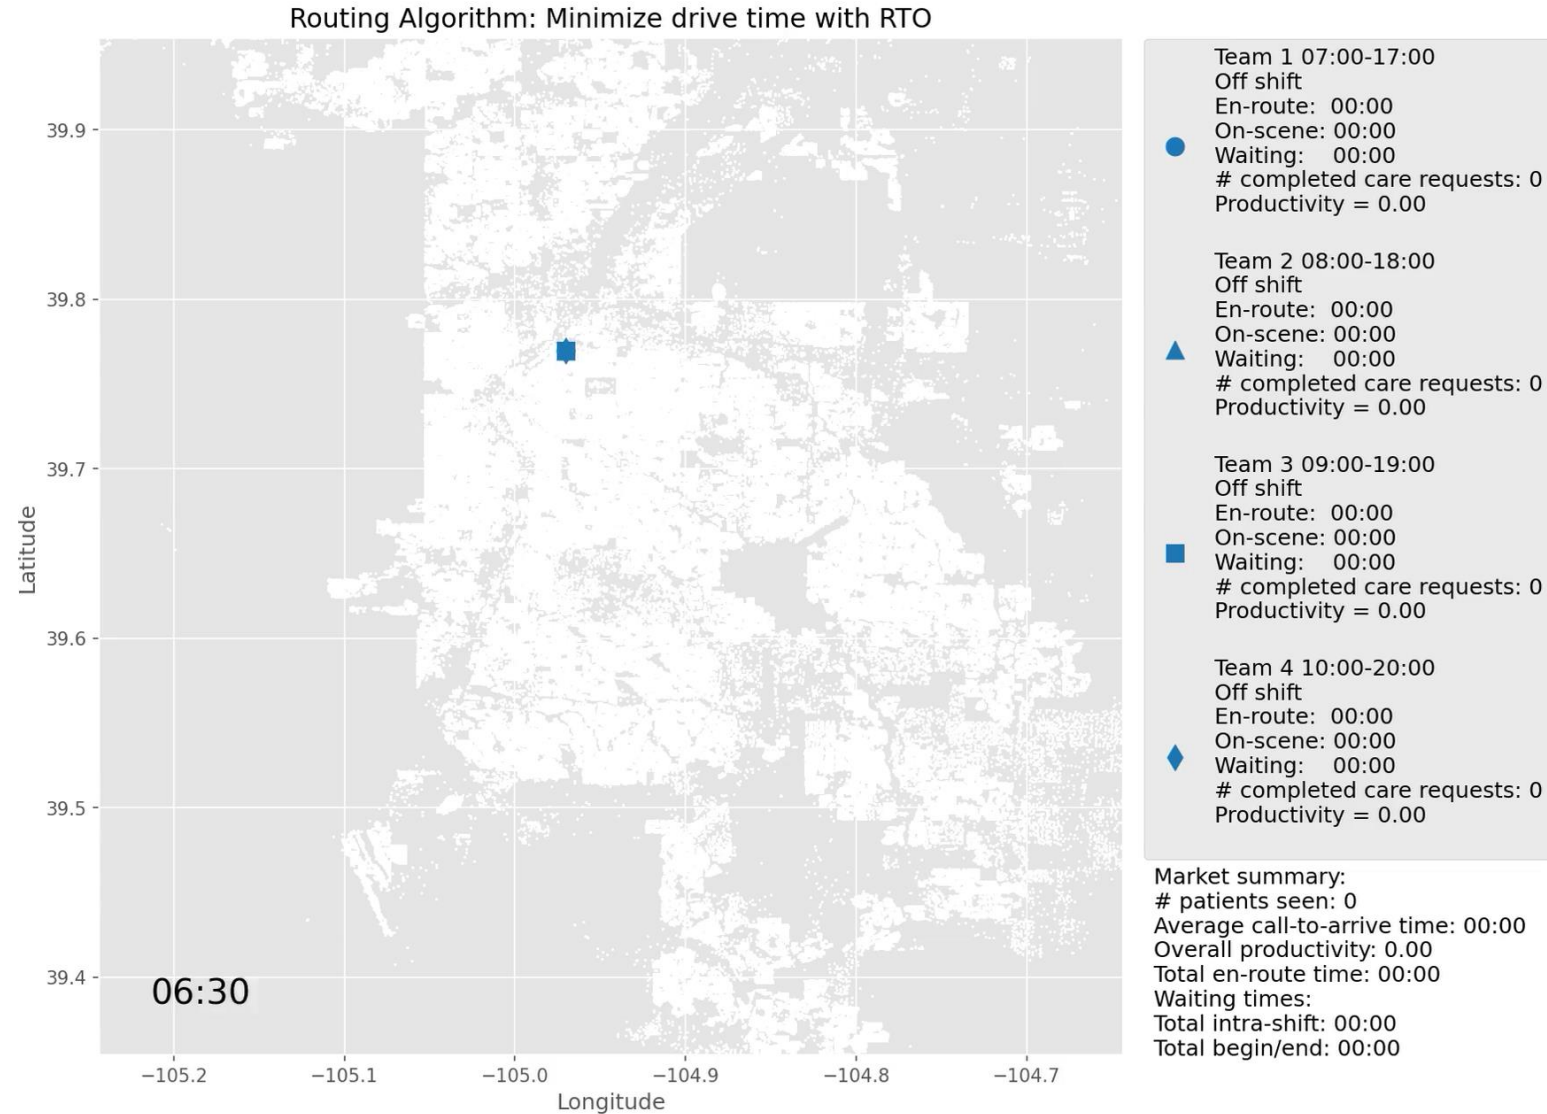 Routing Algorithm: Minimize drive time with RTO
39.9
39.8
39.7
39.6
39.5
39.4
Latitude
06:30
−105.2
−105.1
−105.0
−104.9
−104.8
−104.7
Longitude
Team 1 07:00-17:00
Off shift
En-route: 00:00
On-scene: 00:00
Waiting: 00:00
# completed care requests: 0
Productivity = 0.00
Team 2 08:00-18:00
Off shift
En-route: 00:00
On-scene: 00:00
Waiting: 00:00
# completed care requests: 0
Productivity = 0.00
Team 3 09:00-19:00
Off shift
En-route: 00:00
On-scene: 00:00
Waiting: 00:00
# completed care requests: 0
Productivity = 0.00
Team 4 10:00-20:00
Off shift
En-route: 00:00
On-scene: 00:00
Waiting: 00:00
# completed care requests: 0
Productivity = 0.00
Market summary:
# patients seen: 0
Average call-to-arrive time: 00:00
Overall productivity: 0.00
Total en-route time: 00:00
Waiting times:
Total intra-shift: 00:00
Total begin/end: 00:00